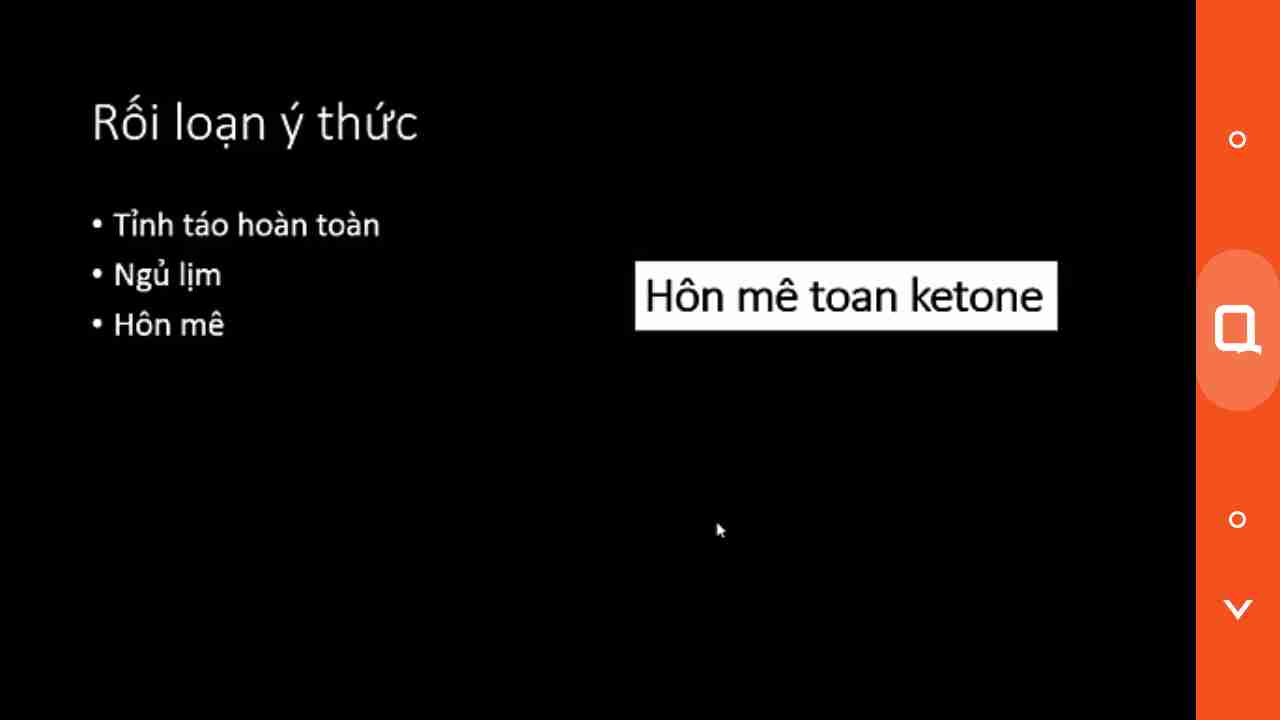 Rối loạn ý thức
• Tỉnh táo hoàn toàn
• Ngủ lịm
• Hôn mê
Hôn mê toan ketone